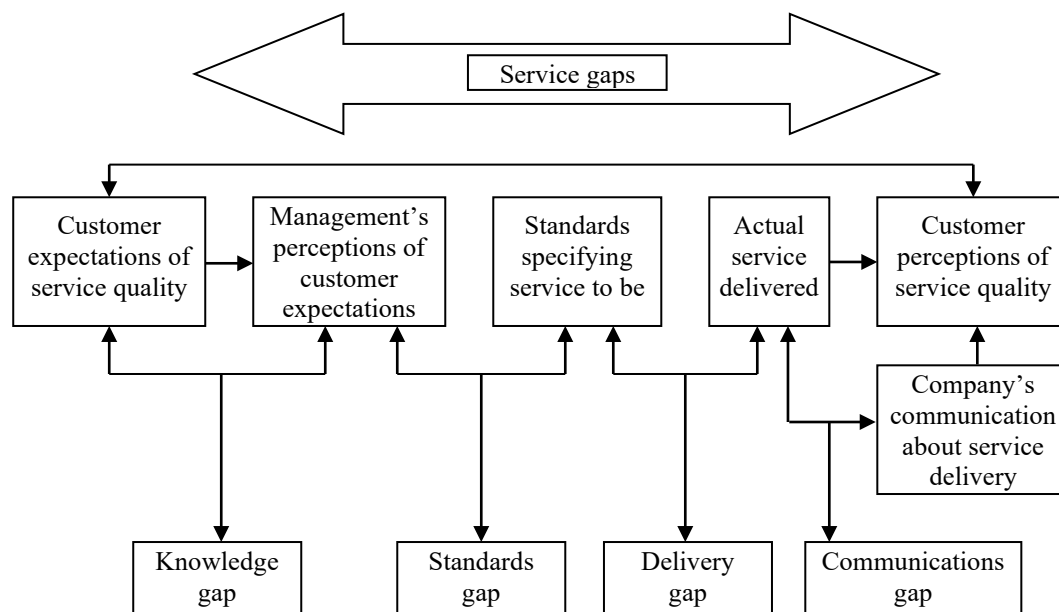 Service gaps
Customer
expectations of
service quality
Management’s
perceptions of
customer
expectations
Standards
specifying
service to be
Actual
service
delivered
Customer
perceptions of
service quality
Company’s
communication
about service
delivery
Knowledge
gap
Standards
gap
Delivery
gap
Communications
gap